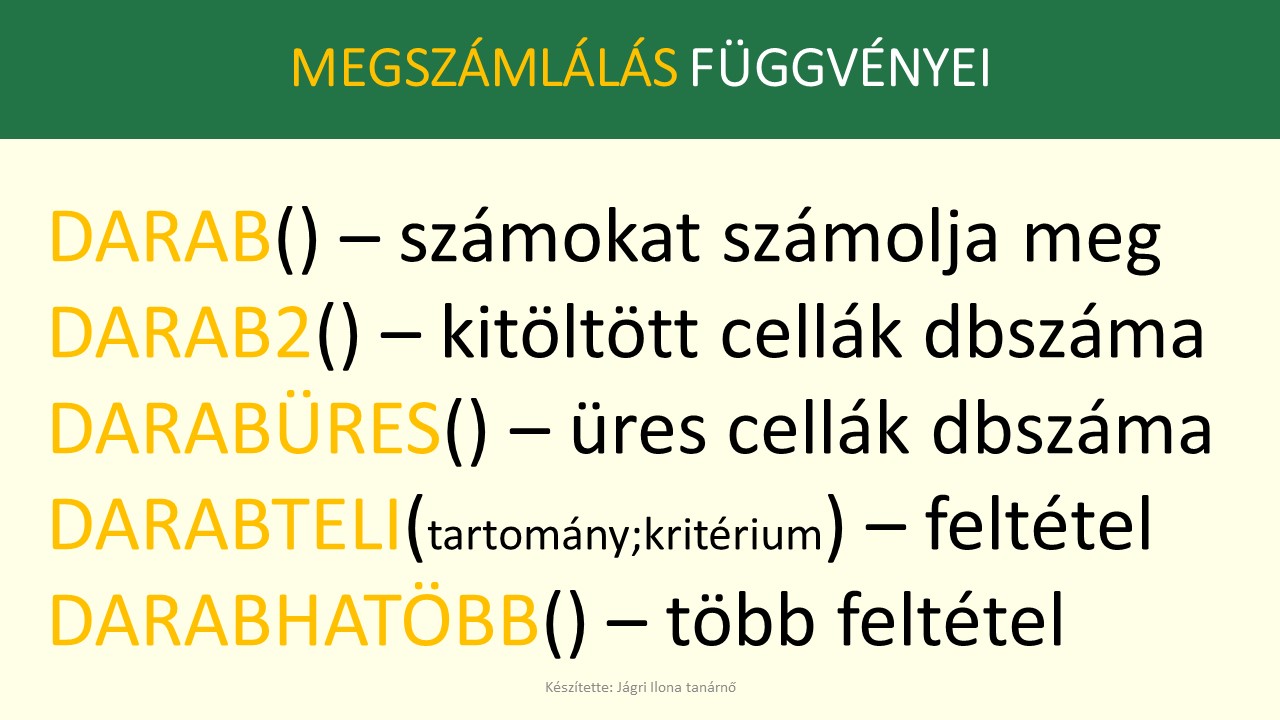 MEGSZÁMLÁLÁS FÜGGVÉNYEI
DARAB() – számokat számolja meg
DARAB2() – kitöltött cellák dbszáma
DARABÜRES() – üres cellák dbszáma
DARABTELI(tartomány;kritérium) – feltétel
DARABHATÖBB() – több feltétel
Készítette: Jágri Ilona tanárnő